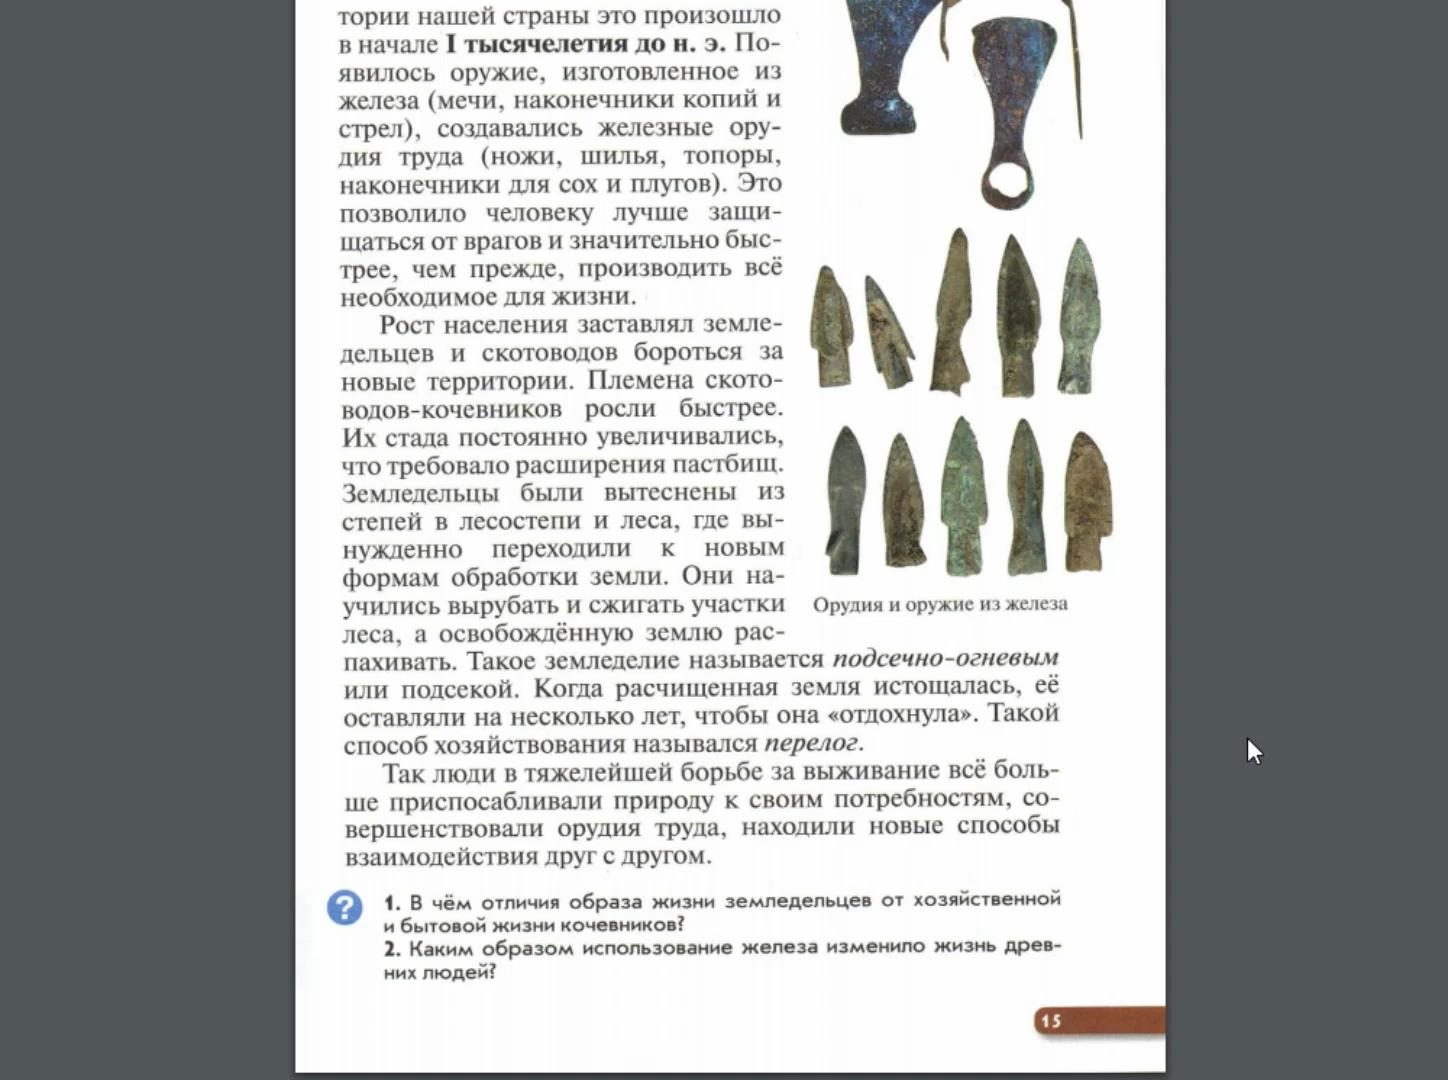 тории нашей страны это произошло
в начале I тысячелетия до н. э. По-
явилось оружие, изготовленное из
железа (мечи, наконечники копий и
стрел), создавались железные ору-
дия труда (ножи, шилья, топоры,
наконечники для сох и плугов). Это
позволило человеку лучше защи-
щаться от врагов и значительно быс-
трее, чем прежде, производить всё
необходимое для жизни.
Рост населения заставлял земле-
дельцев и скотоводов бороться за
новые территории. Племена ското-
водов-кочевников росли быстрее.
Их стада постоянно увеличивались,
что требовало расширения пастбищ.
Земледельцы были вытеснены из
степей в лесостепи и леса, где вы-
нужденно переходили к новым
формам обработки земли. Они на-
учились вырубать и сжигать участки
леса, а освобождённую землю рас-
пахивать. Такое земледелие называется подсечно-огневым
или подсекой. Когда расчищенная земля истощалась, её
оставляли на несколько лет, чтобы она «отдохнула». Такой
способ хозяйствования назывался перелог.
Так люди в тяжелейшей борьбе за выживание всё боль-
ше приспосабливали природу к своим потребностям, со-
вершенствовали орудия труда, находили новые способы
взаимодействия друг с другом.
Орудия и оружие из железа
?
1. В чём отличия образа жизни земледельцев от хозяйственной
и бытовой жизни кочевников?
2. Каким образом использование железа изменило жизнь древ-
них людей?
15